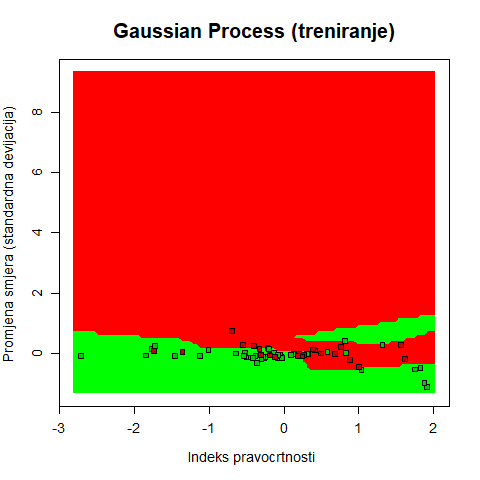 Gaussian Process (treniranje)
Promjena smjera (standardna devijacija)
8
6
4
2
0
-3 -2 -1 0 1 2
Indeks pravocrtnosti